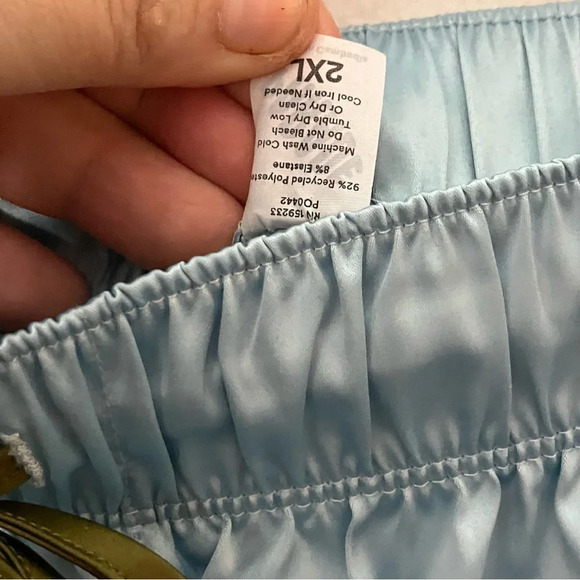 2XL
Cool Iron If Needed
Or Dry Clean
Tumble Dry Low
Do Not Bleach
Machine Wash Cold
8% Elastane
92% Recycled Polyeste
PO0442
RN 159233